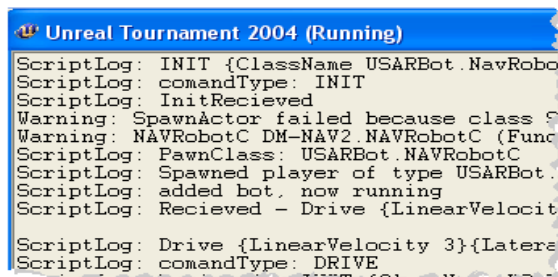 Unreal Tournament 2004 (Running)
ScriptLog: INIT {ClassName USARBot.NavRobo
ScriptLog: comandType: INIT
ScriptLog: InitRecieved
Warning: SpawnActor failed because class
Warning: NAVRobotC DM-NAV2.NAVRobotC (Func
ScriptLog: PawnClass: USARBot.NAVRobotC
ScriptLog: Spawned player of type USARBot.
ScriptLog: added bot, now running
ScriptLog: Recieved - Drive {LinearVelocit
ScriptLog: Drive {LinearVelocity 3}{Latera
ScriptLog: comandType: DRIVE